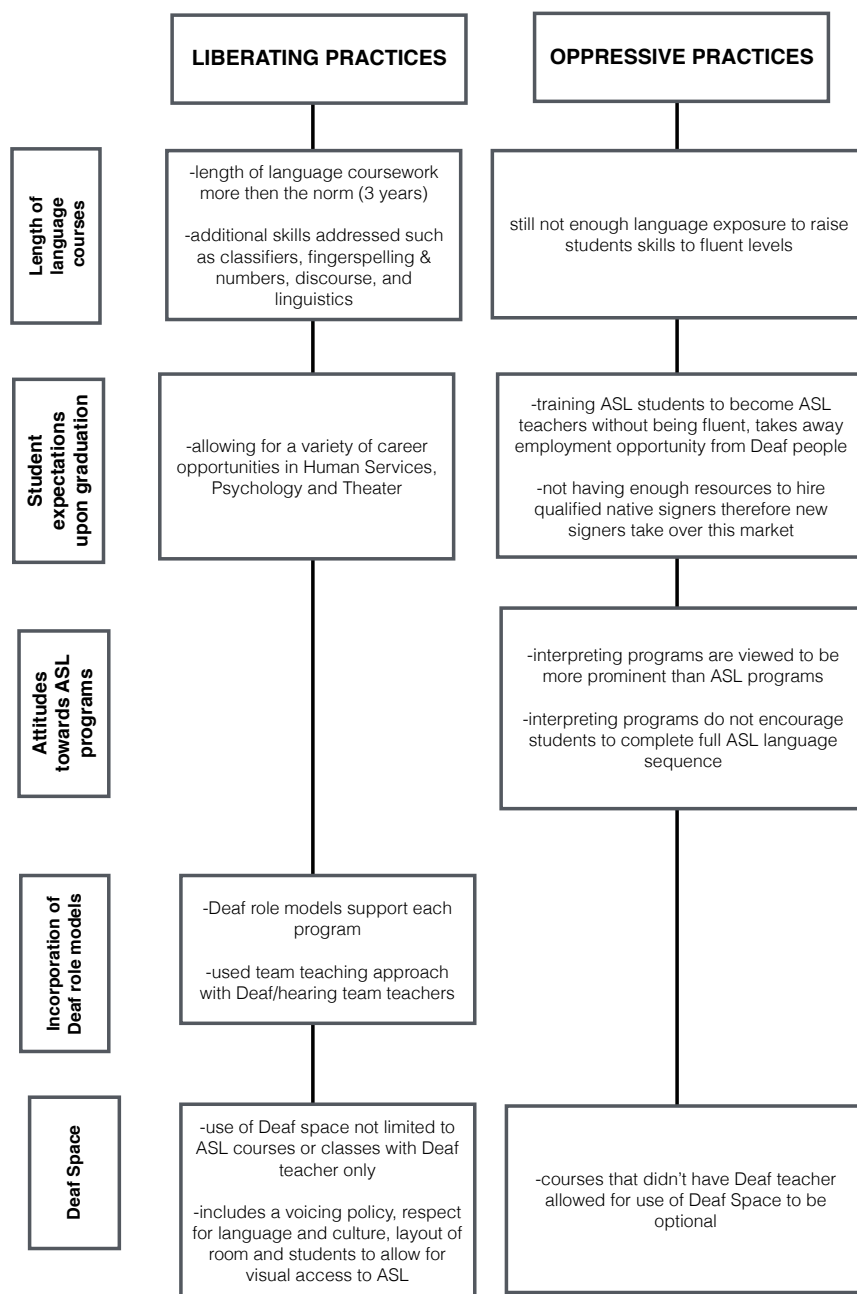 LIBERATING PRACTICES
OPPRESSIVE PRACTICES
Length of
language
courses
-length of language coursework
more then the norm (3 years)
-additional skills addressed such
as classifiers, fingerspelling &
numbers, discourse, and
linguistics
still not enough language exposure to raise
students skills to fluent levels
Student
expectations
upon graduation
-allowing for a variety of career
opportunities in Human Services,
Psychology and Theater
-training ASL students to become ASL
teachers without being fluent, takes away
employment opportunity from Deaf people
-not having enough resources to hire
qualified native signers therefore new
signers take over this market
Attitudes
towards ASL
programs
-interpreting programs are viewed to be
more prominent than ASL programs
-interpreting programs do not encourage
students to complete full ASL language
sequence
Incorporation of
Deaf role models
-Deaf role models support each
program
-used team teaching approach
with Deaf/hearing team teachers
Deaf Space
-use of Deaf space not limited to
ASL courses or classes with Deaf
teacher only
-includes a voicing policy, respect
for language and culture, layout of
room and students to allow for
visual access to ASL
-courses that didn't have Deaf teacher
allowed for use of Deaf Space to be
optional